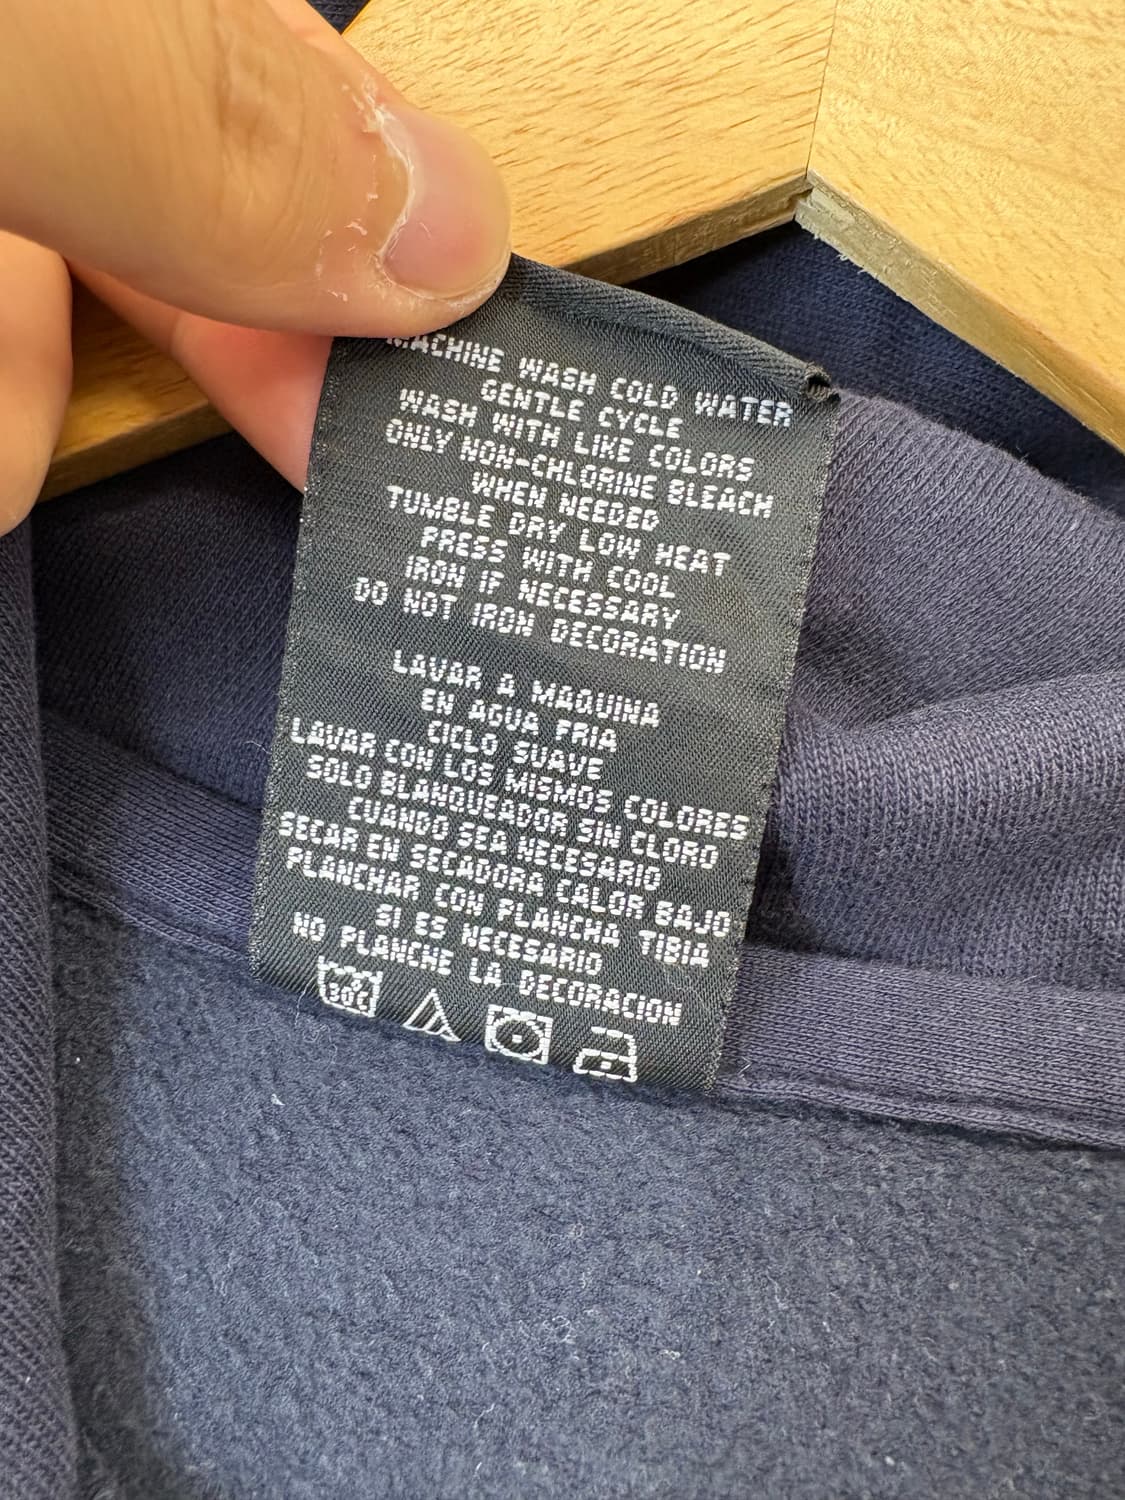 MACHINE WASH COLD WATER
GENTLE CYCLE
WASH WITH LIKE COLORS
ONLY NON-CHLORINE BLEACH
WHEN NEEDED
TUMBLE DRY LOW HEAT
PRESS WITH COOL
IRON IF NECESSARY
DO NOT IRON DECORATION
LAVAR A MAQUINA
EN AGUA FRIA
CICLO SUAVE
LAVAR CON LOS MISMOS COLORES
SOLO BLANQUEADOR SIN CLORO
CUANDO SEA NECESARIO
SECAR EN SECADORA CALOR BAJO
PLANCHAR CON PLANCHA TIBIA
SI ES NECESARIO
NO PLANCHE LA DECORACION
30C